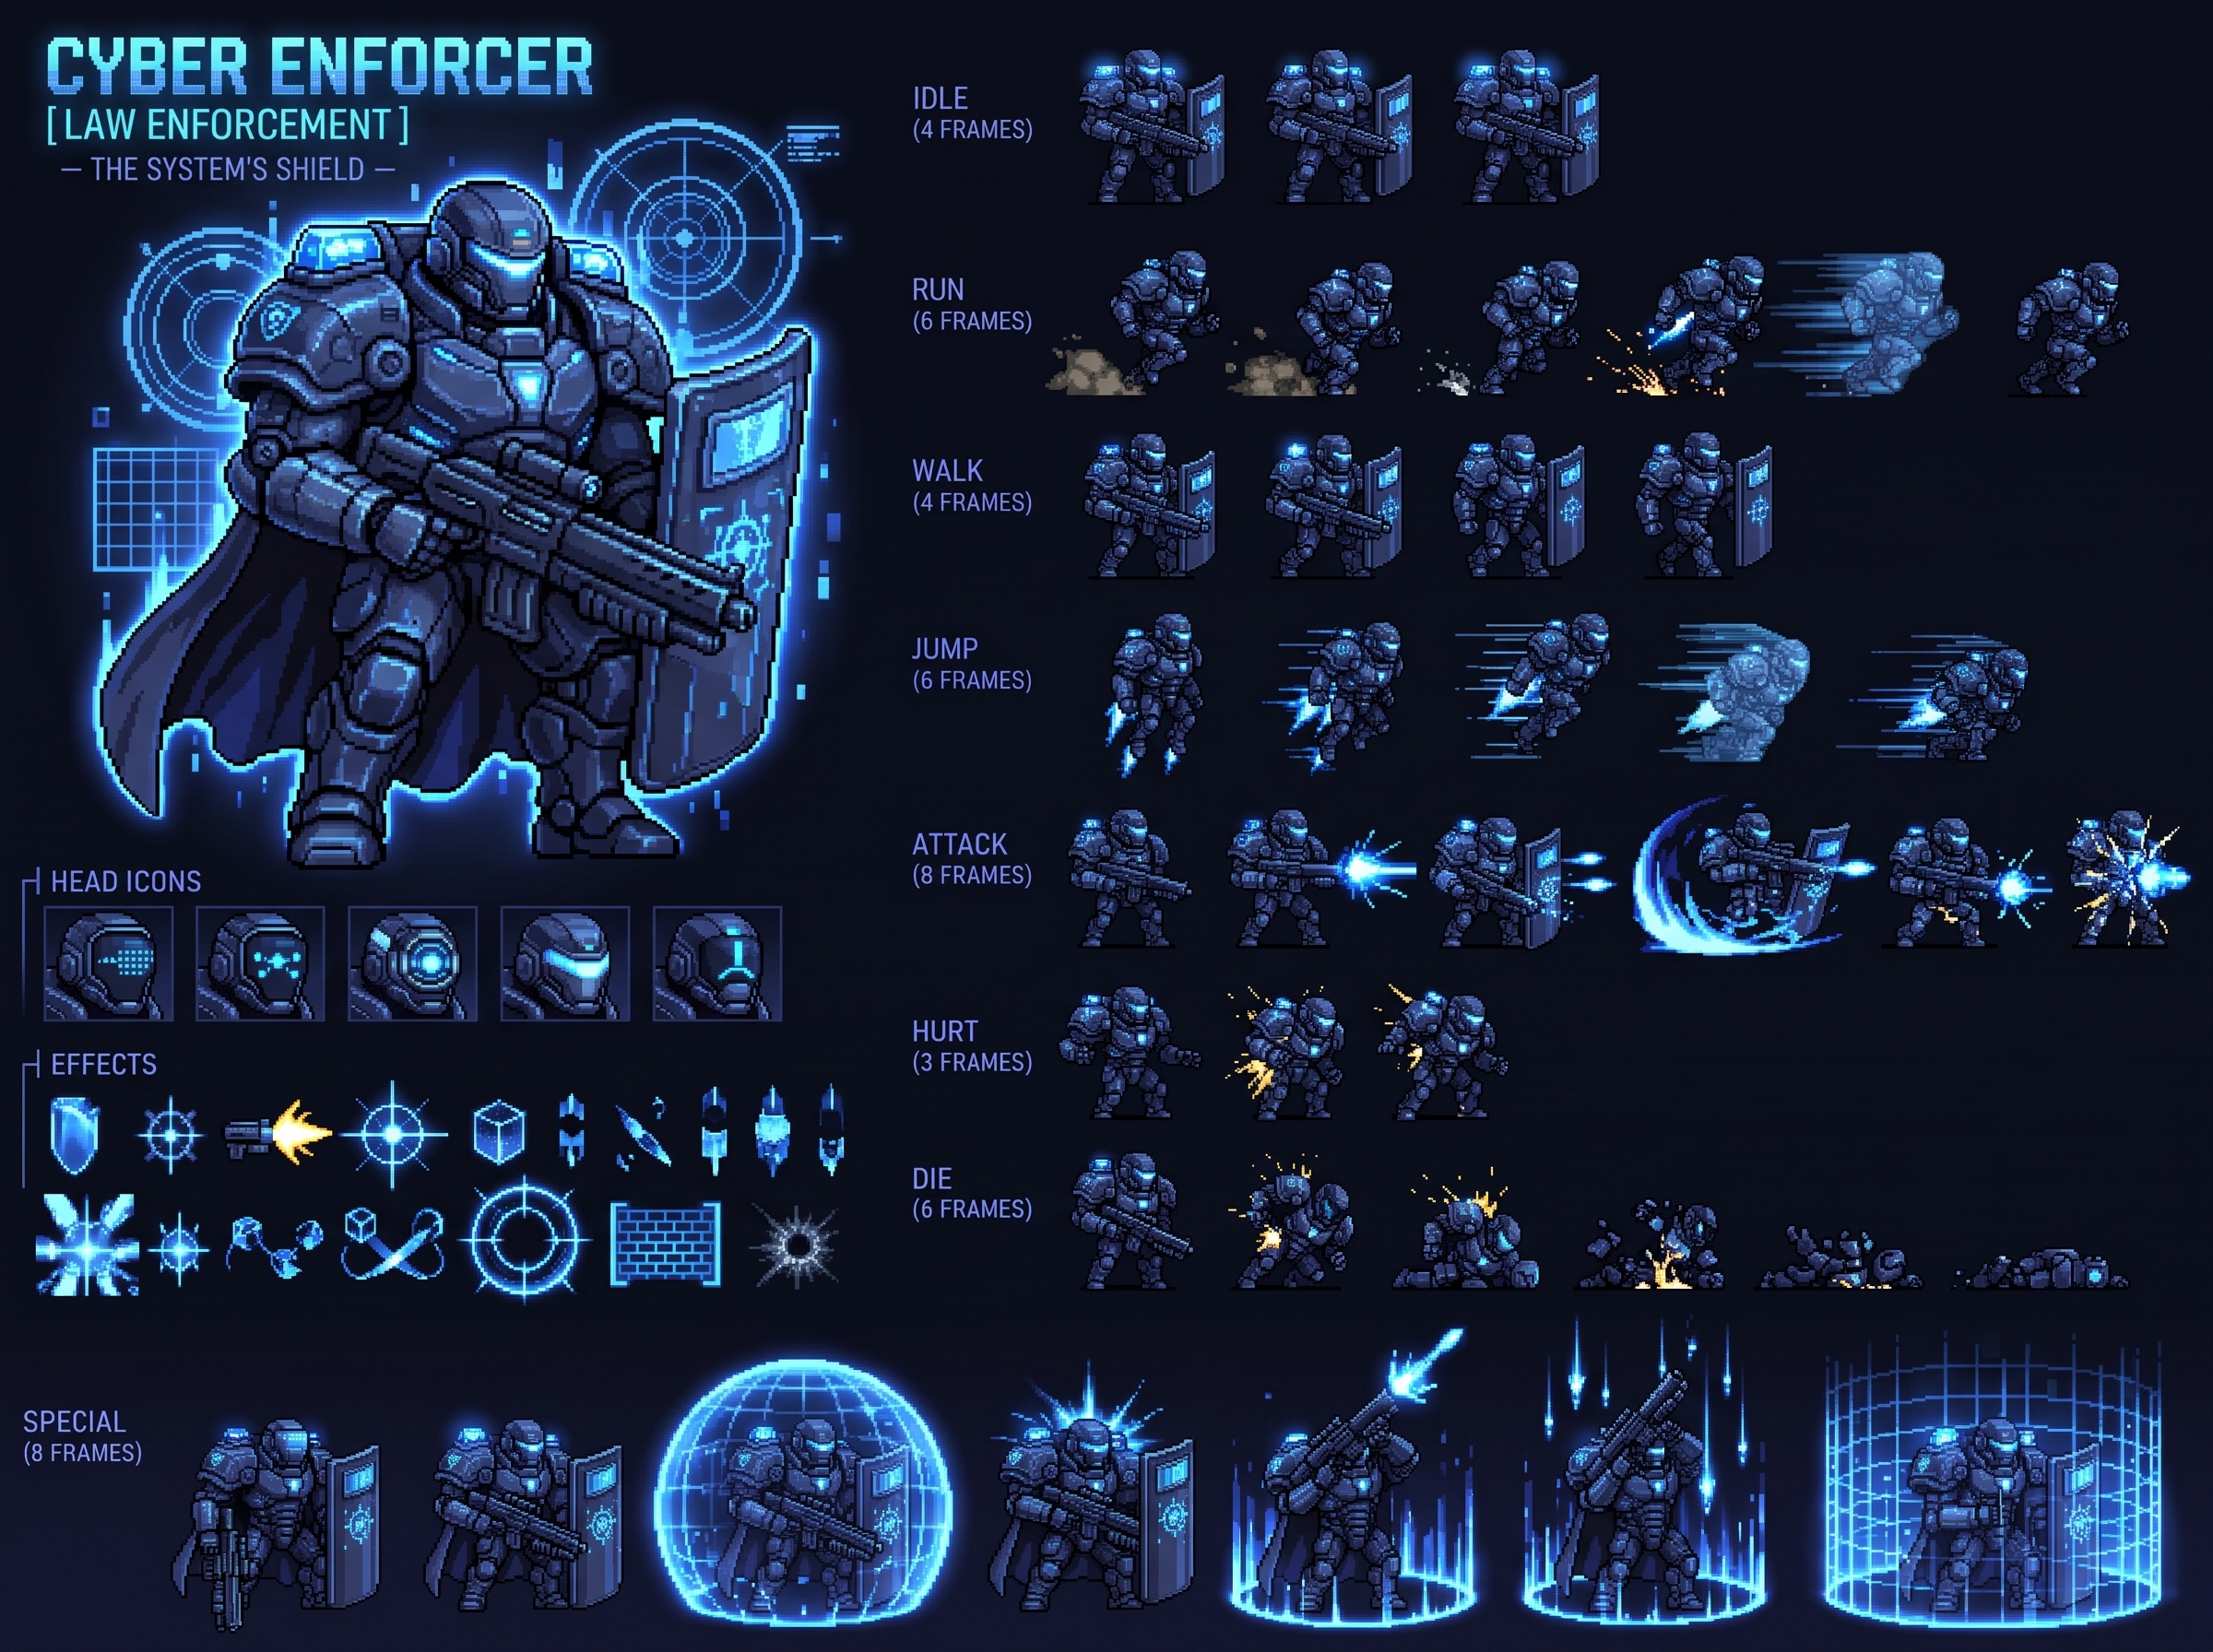 CYBER ENFORCER
[LAW ENFORCEMENT]
— THE SYSTEM'S SHIELD —
HEAD ICONS
EFFECTS
IDLE
(4 FRAMES)
RUN
(6 FRAMES)
WALK
(4 FRAMES)
JUMP
(6 FRAMES)
ATTACK
(8 FRAMES)
HURT
(3 FRAMES)
DIE
(6 FRAMES)
SPECIAL
(8 FRAMES)